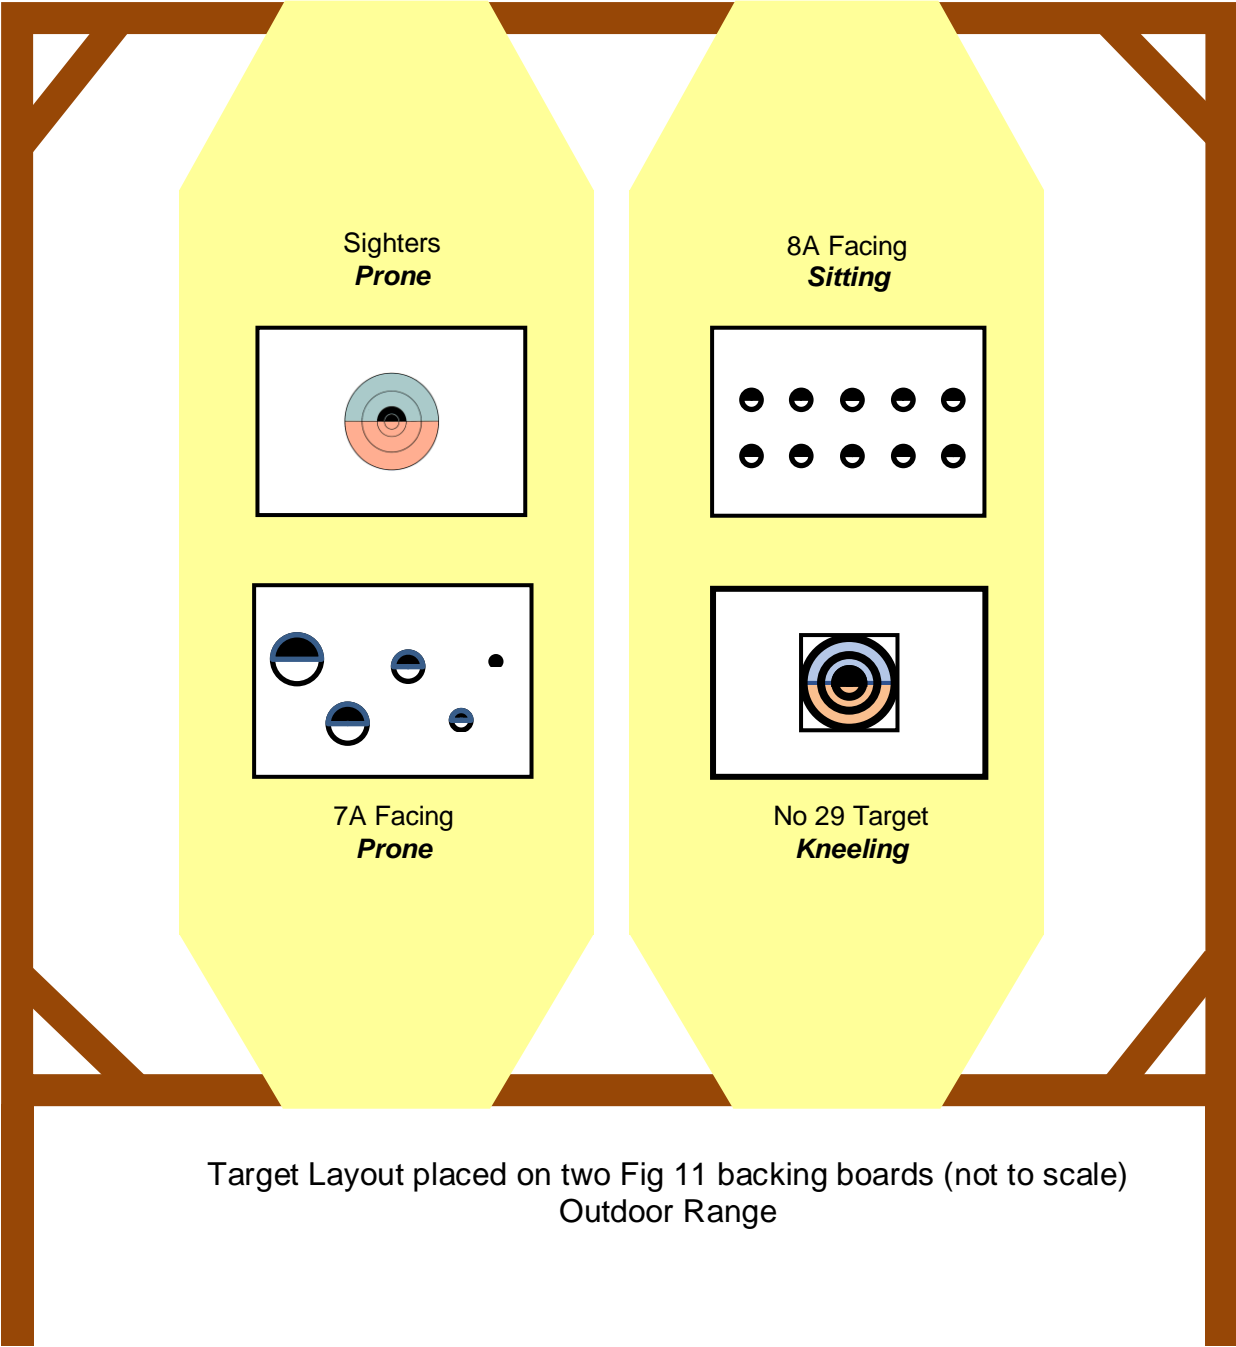 Sighters
Prone
8A Facing
Sitting
7A Facing
Prone
No 29 Target
Kneeling
Target Layout placed on two Fig 11 backing boards (not to scale)
Outdoor Range